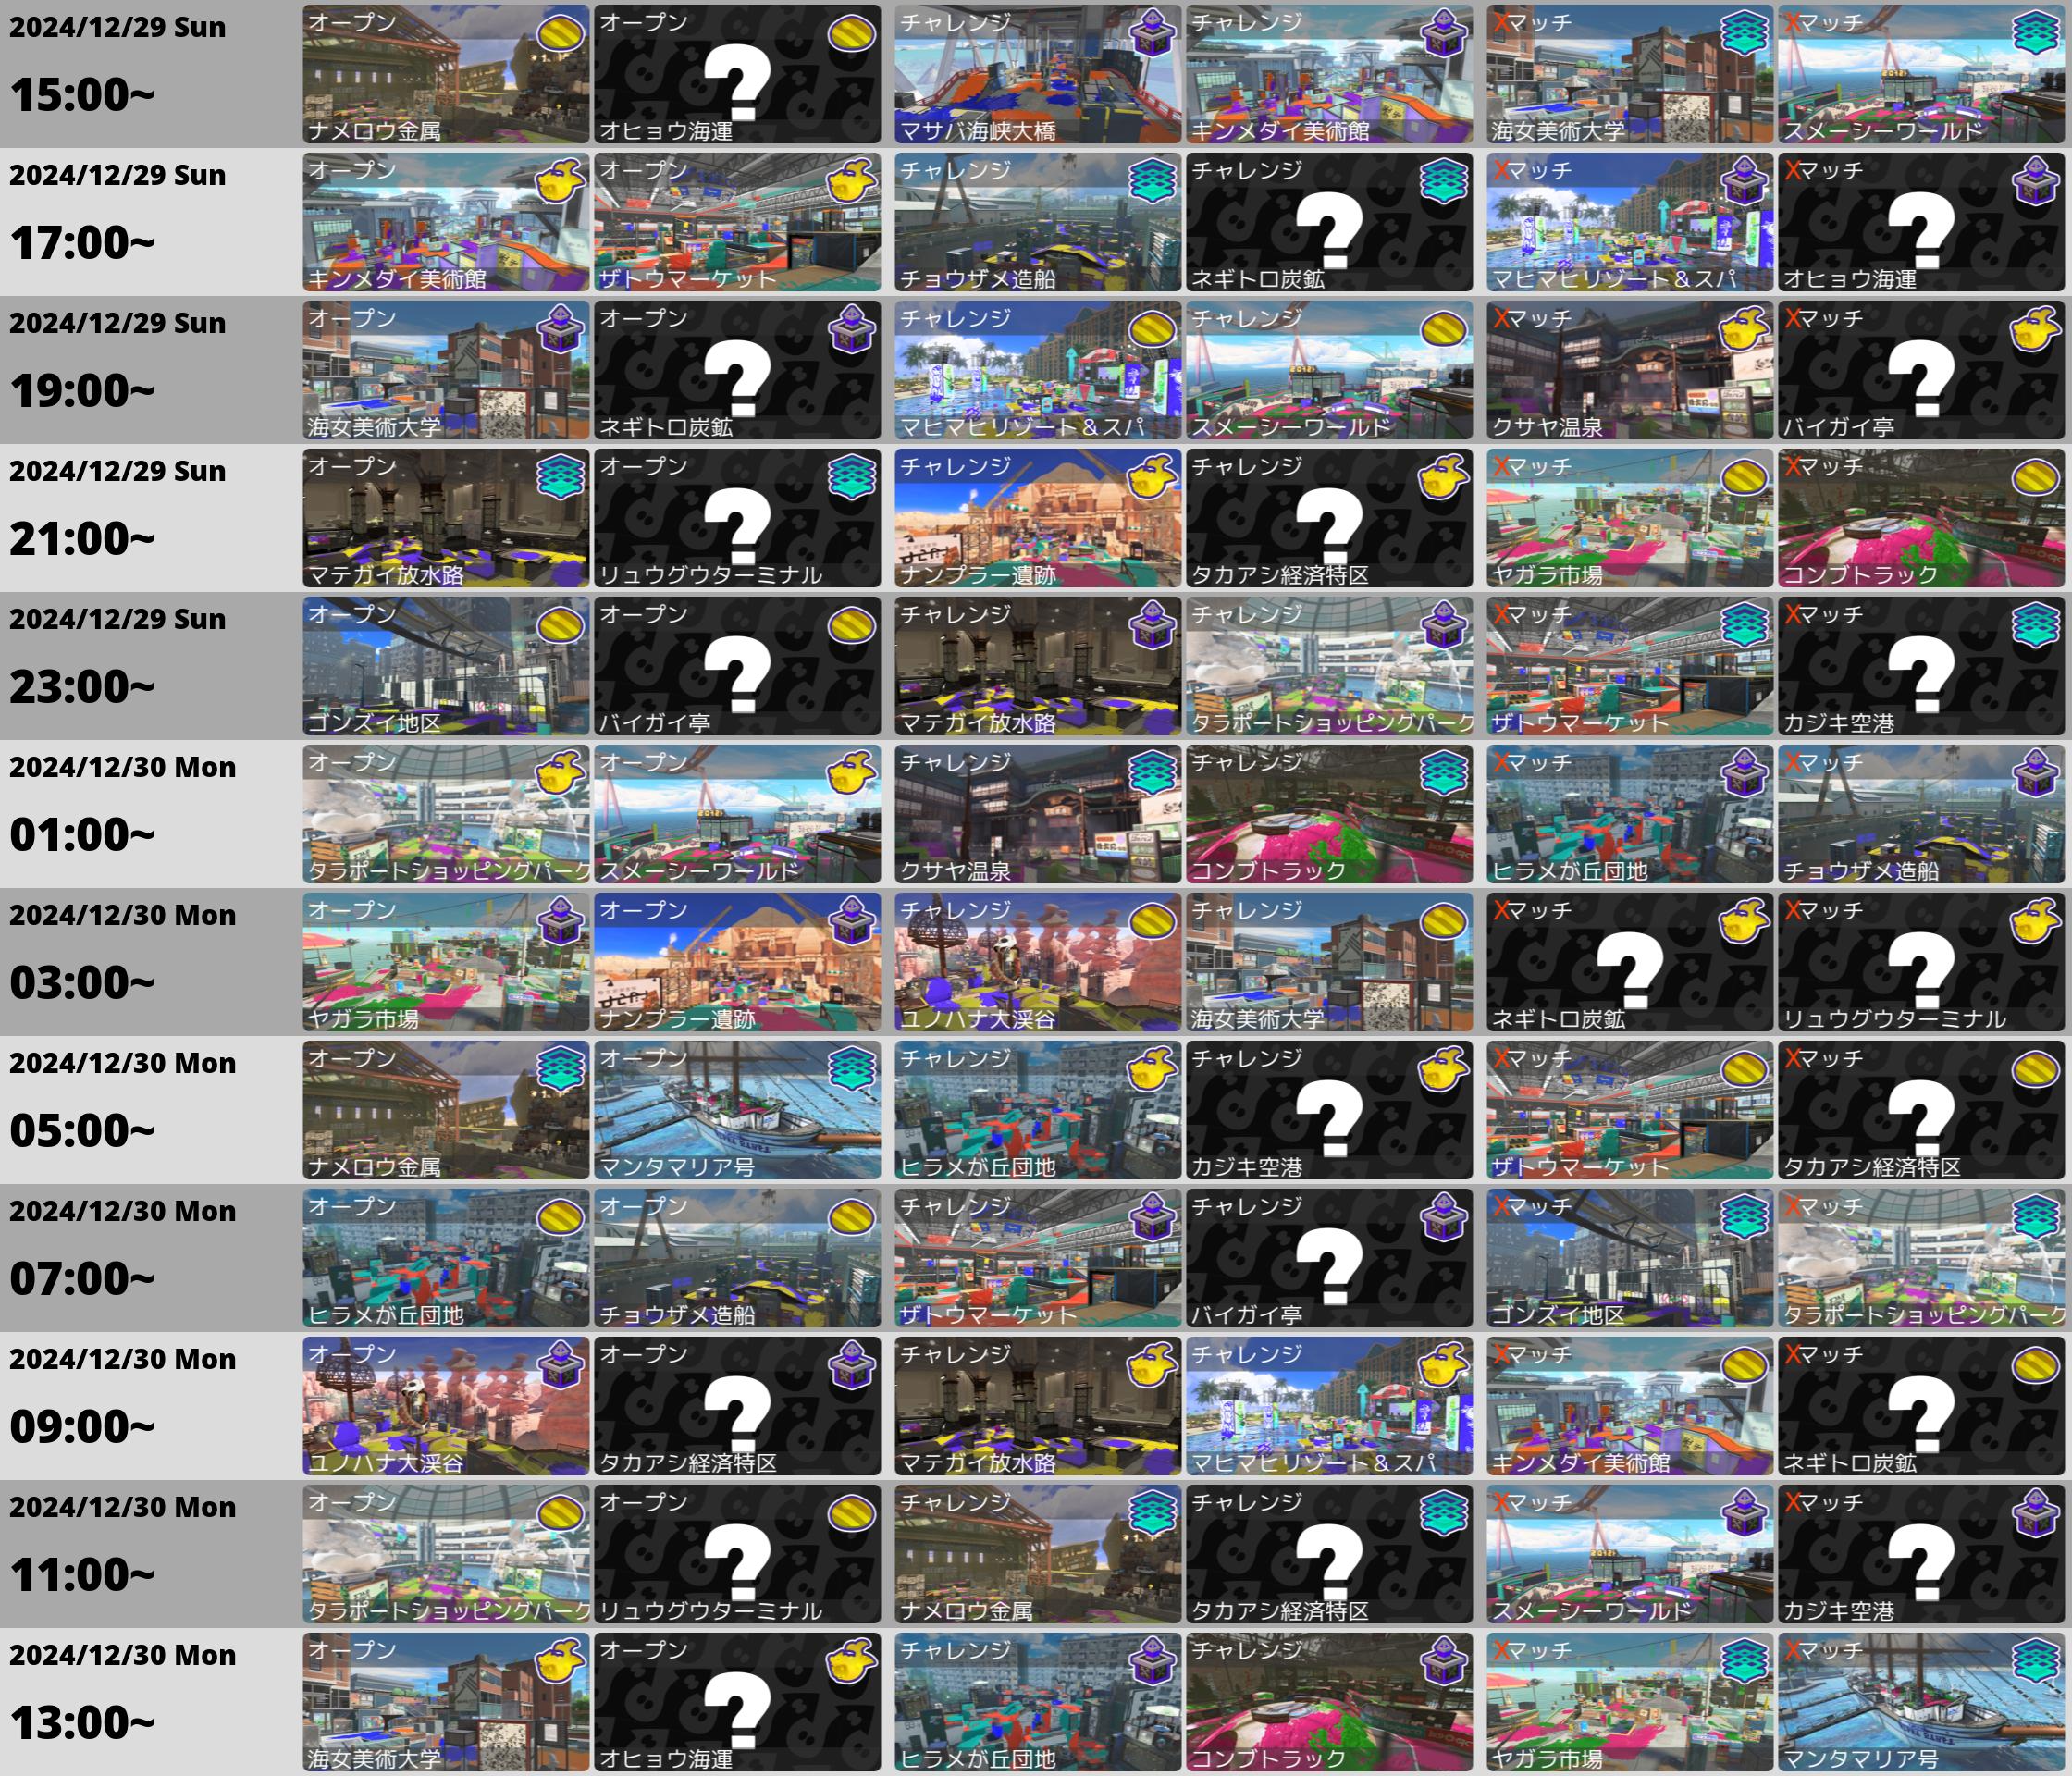 2024/12/29 Sun
15:00~
オープン
ナメロウ金属
オープン
オヒョウ海運
チャレンジ
マサバ海峡大橋
チャレンジ
キンメダイ美術館
Xマッチ
海女美術大学
Xマッチ
スメーシーワールド
2024/12/29 Sun
17:00~
オープン
キンメダイ美術館
オープン
ザトウマーケット
チャレンジ
チョウザメ造船
チャレンジ
ネギトロ炭鉱
Xマッチ
マヒマヒリゾート＆スパ
Xマッチ
オヒョウ海運
2024/12/29 Sun
19:00~
オープン
海女美術大学
オープン
ネギトロ炭鉱
チャレンジ
マヒマヒリゾート＆スパ
チャレンジ
スメーシーワールド
Xマッチ
クサヤ温泉
Xマッチ
バイガイ亭
2024/12/29 Sun
21:00~
オープン
マテガイ放水路
オープン
リュウグウターミナル
チャレンジ
ナンプラー遺跡
チャレンジ
タカアシ経済特区
Xマッチ
ヤガラ市場
Xマッチ
コンブトラック
2024/12/29 Sun
23:00~
オープン
ゴンズイ地区
オープン
バイガイ亭
チャレンジ
マテガイ放水路
チャレンジ
タラポートショッピングパーク
Xマッチ
ザトウマーケット
Xマッチ
カジキ空港
2024/12/30 Mon
01:00~
オープン
タラポートショッピングパーク
オープン
スメーシーワールド
チャレンジ
クサヤ温泉
チャレンジ
コンブトラック
Xマッチ
ヒラメが丘団地
Xマッチ
チョウザメ造船
2024/12/30 Mon
03:00~
オープン
ヤガラ市場
オープン
ナンプラー遺跡
チャレンジ
ユノハナ大渓谷
チャレンジ
海女美術大学
Xマッチ
ネギトロ炭鉱
Xマッチ
リュウグウターミナル
2024/12/30 Mon
05:00~
オープン
ナメロウ金属
オープン
マンタマリア号
チャレンジ
ヒラメが丘団地
チャレンジ
カジキ空港
Xマッチ
ザトウマーケット
Xマッチ
タカアシ経済特区
2024/12/30 Mon
07:00~
オープン
ヒラメが丘団地
オープン
チョウザメ造船
チャレンジ
ザトウマーケット
チャレンジ
バイガイ亭
Xマッチ
ゴンズイ地区
Xマッチ
タラポートショッピングパーク
2024/12/30 Mon
09:00~
オープン
ユノハナ大渓谷
オープン
タカアシ経済特区
チャレンジ
マテガイ放水路
チャレンジ
マヒマヒリゾート＆スパ
Xマッチ
キンメダイ美術館
Xマッチ
ネギトロ炭鉱
2024/12/30 Mon
11:00~
オープン
タラポートショッピングパーク
オープン
リュウグウターミナル
チャレンジ
ナメロウ金属
チャレンジ
タカアシ経済特区
Xマッチ
スメーシーワールド
Xマッチ
カジキ空港
2024/12/30 Mon
13:00~
オープン
海女美術大学
オープン
オヒョウ海運
チャレンジ
ヒラメが丘団地
チャレンジ
コンブトラック
Xマッチ
ヤガラ市場
Xマッチ
マンタマリア号